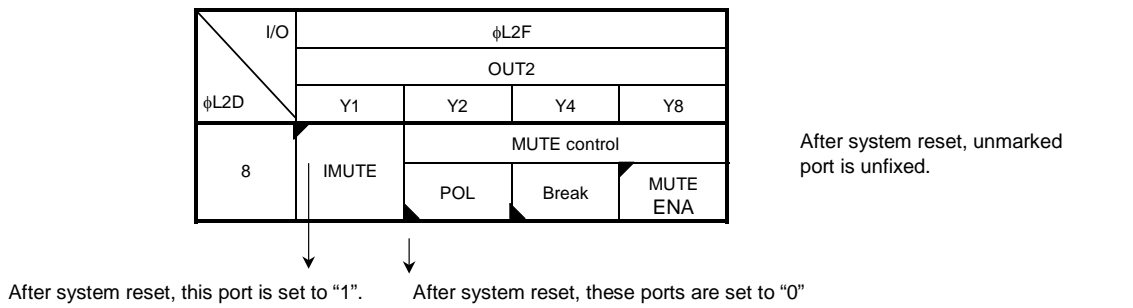 I/O
ϕL2F
OUT2
ϕL2D
Y1 Y2 Y4 Y8
8
IMUTE
MUTE control
POL Break MUTE ENA
After system reset, unmarked
port is unfixed.
After system reset, this port is set to “1”. After system reset, these ports are set to “0”